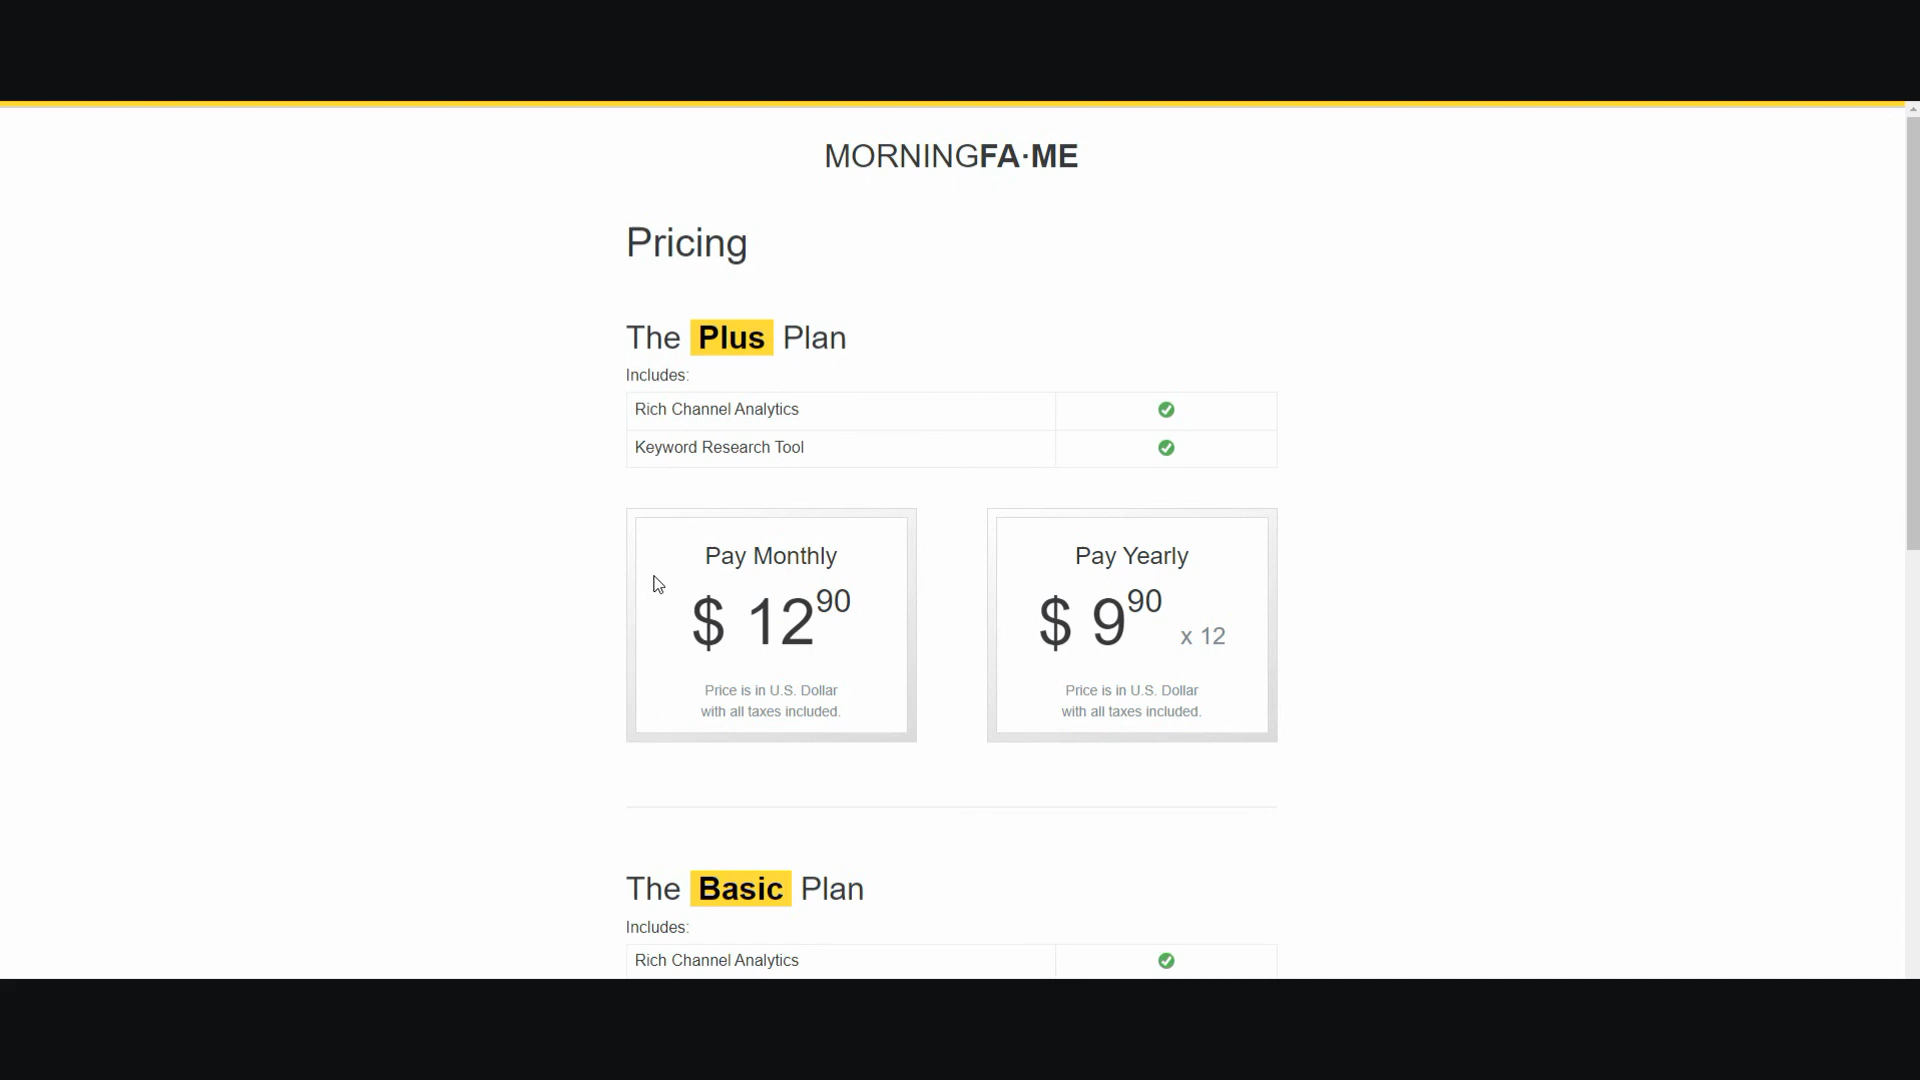 MORNINGFA·ME
Pricing
The Plus Plan
Includes:
Rich Channel Analytics
Keyword Research Tool
Pay Monthly
$ 12 90
Price is in U.S. Dollar
with all taxes included.
Pay Yearly
$ 9 90 x 12
Price is in U.S. Dollar
with all taxes included.
The Basic Plan
Includes:
Rich Channel Analytics